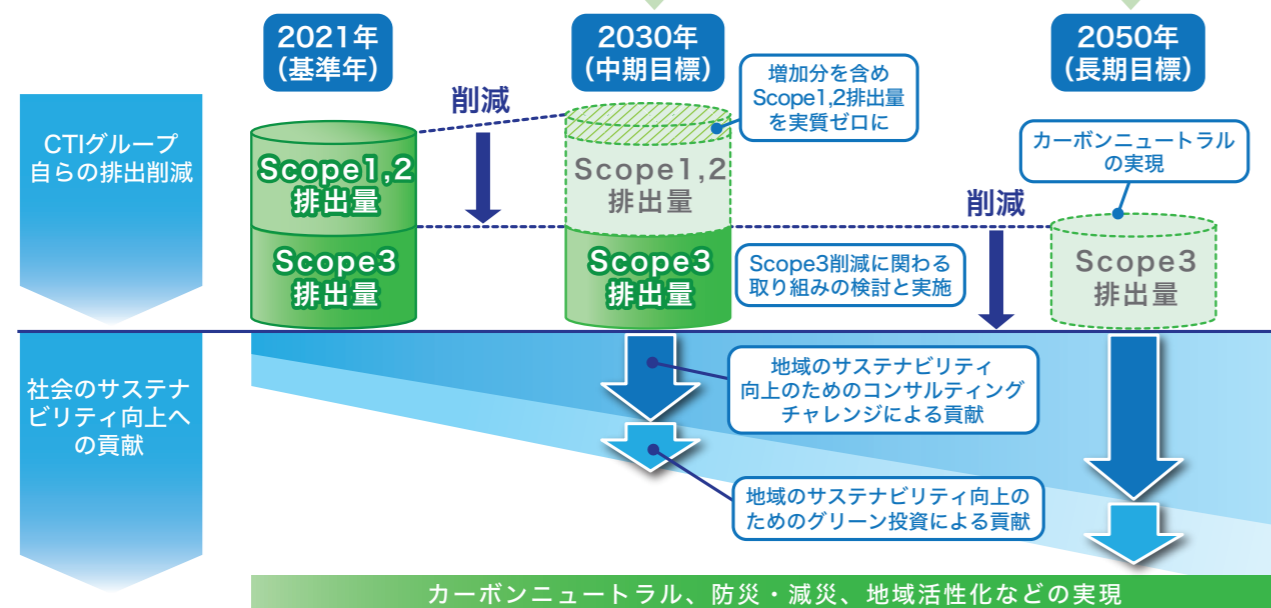 2021年
（基準年）
2030年
（中期目標）
2050年
（長期目標）
CTIグループ
自らの排出削減
削減
増加分を含め
Scope1,2排出量
を実質ゼロに
カーボンニュートラル
の実現
Scope1,2
排出量
Scope3
排出量
Scope1,2
排出量
Scope3
排出量
Scope3削減に関わる
取り組みの検討と実施
削減
Scope3
排出量
社会のサステナ
ビリティ向上へ
の貢献
地域のサステナビリティ
向上のためのコンサルティング
チャレンジによる貢献
地域のサステナビリティ向上の
ためのグリーン投資による貢献
カーボンニュートラル、防災・減災、地域活性化などの実現